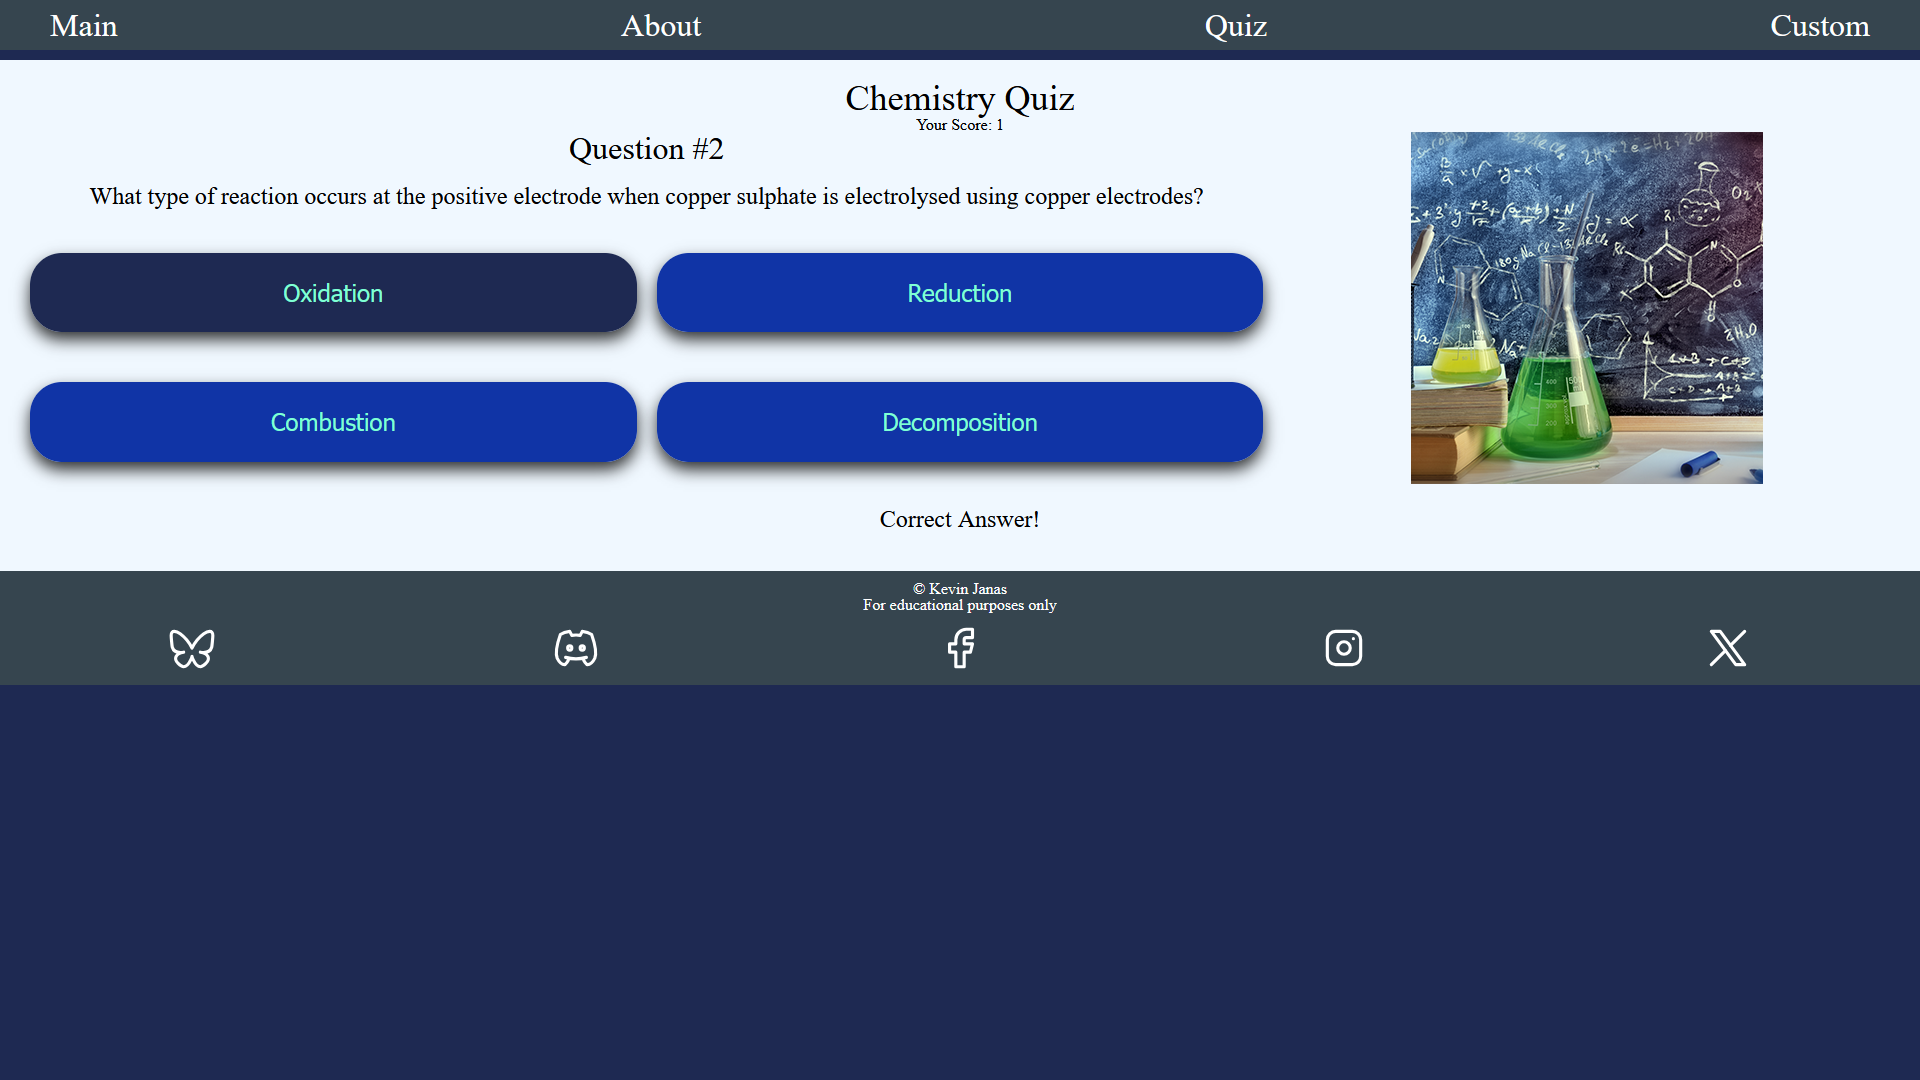 Main
About
Quiz
Custom
Chemistry Quiz
Your Score: 1
Question #2
What type of reaction occurs at the positive electrode when copper sulphate is electrolysed using copper electrodes?
Oxidation
Reduction
Combustion
Decomposition
Correct Answer!
© Kevin Janas
For educational purposes only